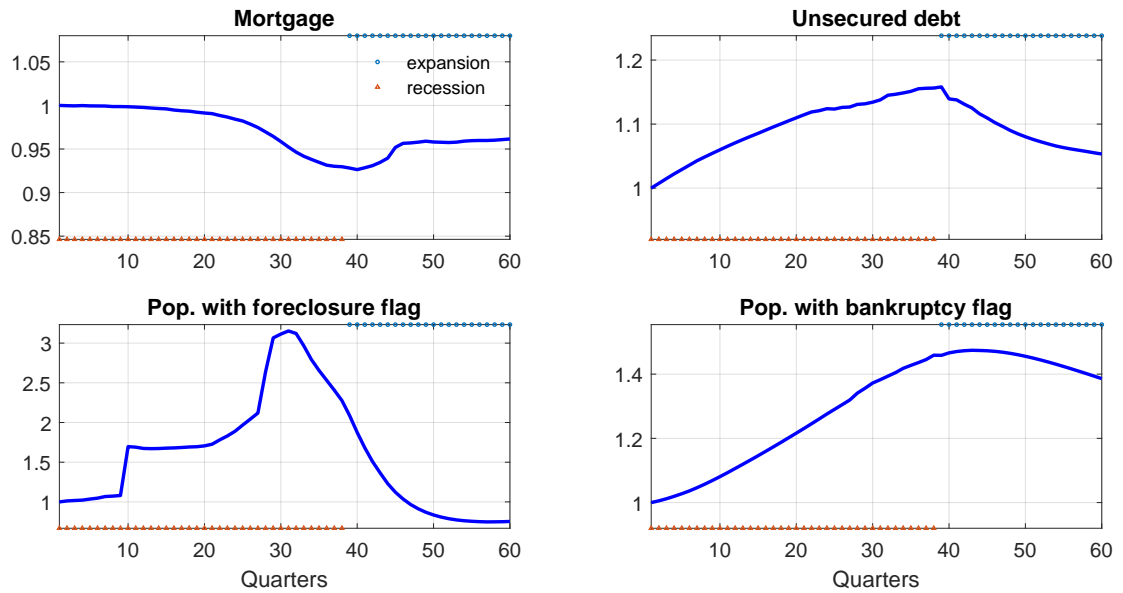 Mortgage
1.05
1
0.95
0.9
0.85
10 20 30 40 50 60
expansion
recession
Unsecured debt
1.2
1.1
1
10 20 30 40 50 60
Pop. with foreclosure flag
3
2.5
2
1.5
1
10 20 30 40 50 60
Quarters
Pop. with bankruptcy flag
1.4
1.2
1
10 20 30 40 50 60
Quarters